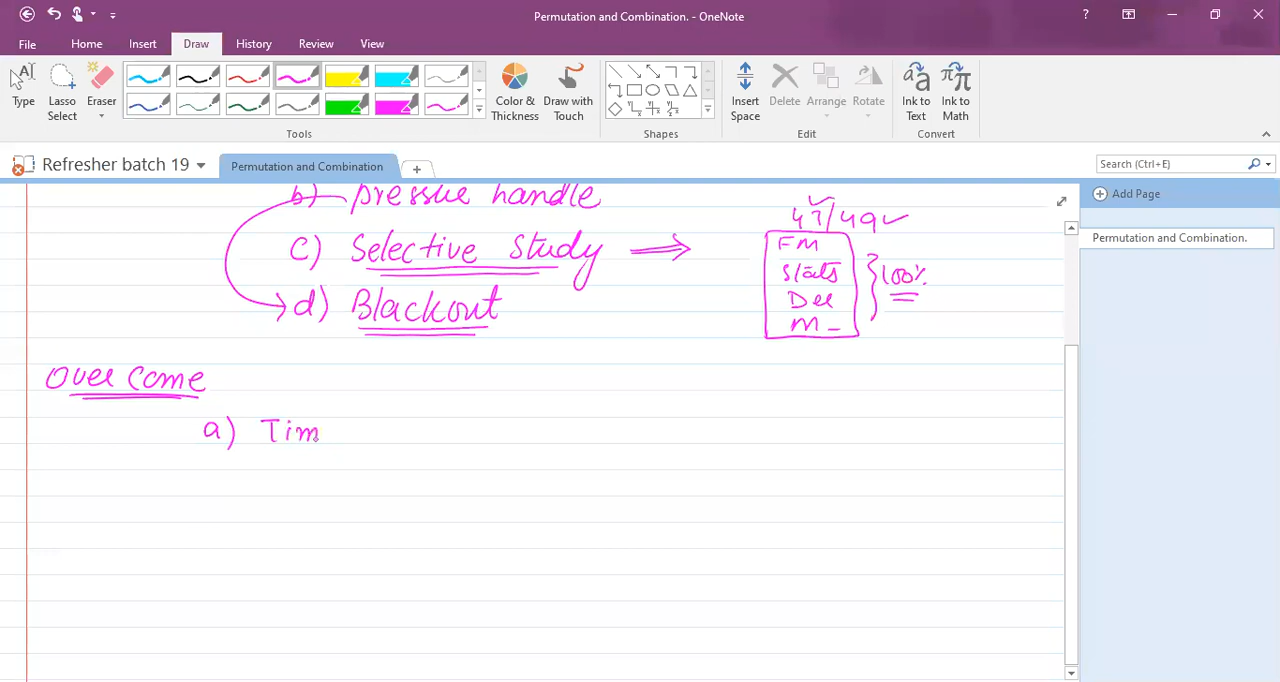 Permutation and Combination. - OneNote
File Home Insert Draw History Review View
Type
Lasso Select
Eraser
Color & Thickness
Draw with Touch
Insert Space
Delete
Arrange
Rotate
Ink to Text
Ink to Math
Tools
Shapes
Edit
Convert
Refresher batch 19
Permutation and Combination
Search (Ctrl+E)
Add Page
Permutation and Combination.
b) pressue handle
c) Selective Study
d) Blackout
47/49
FM
Stats
Der
M
100%
Over Come
a) Tim